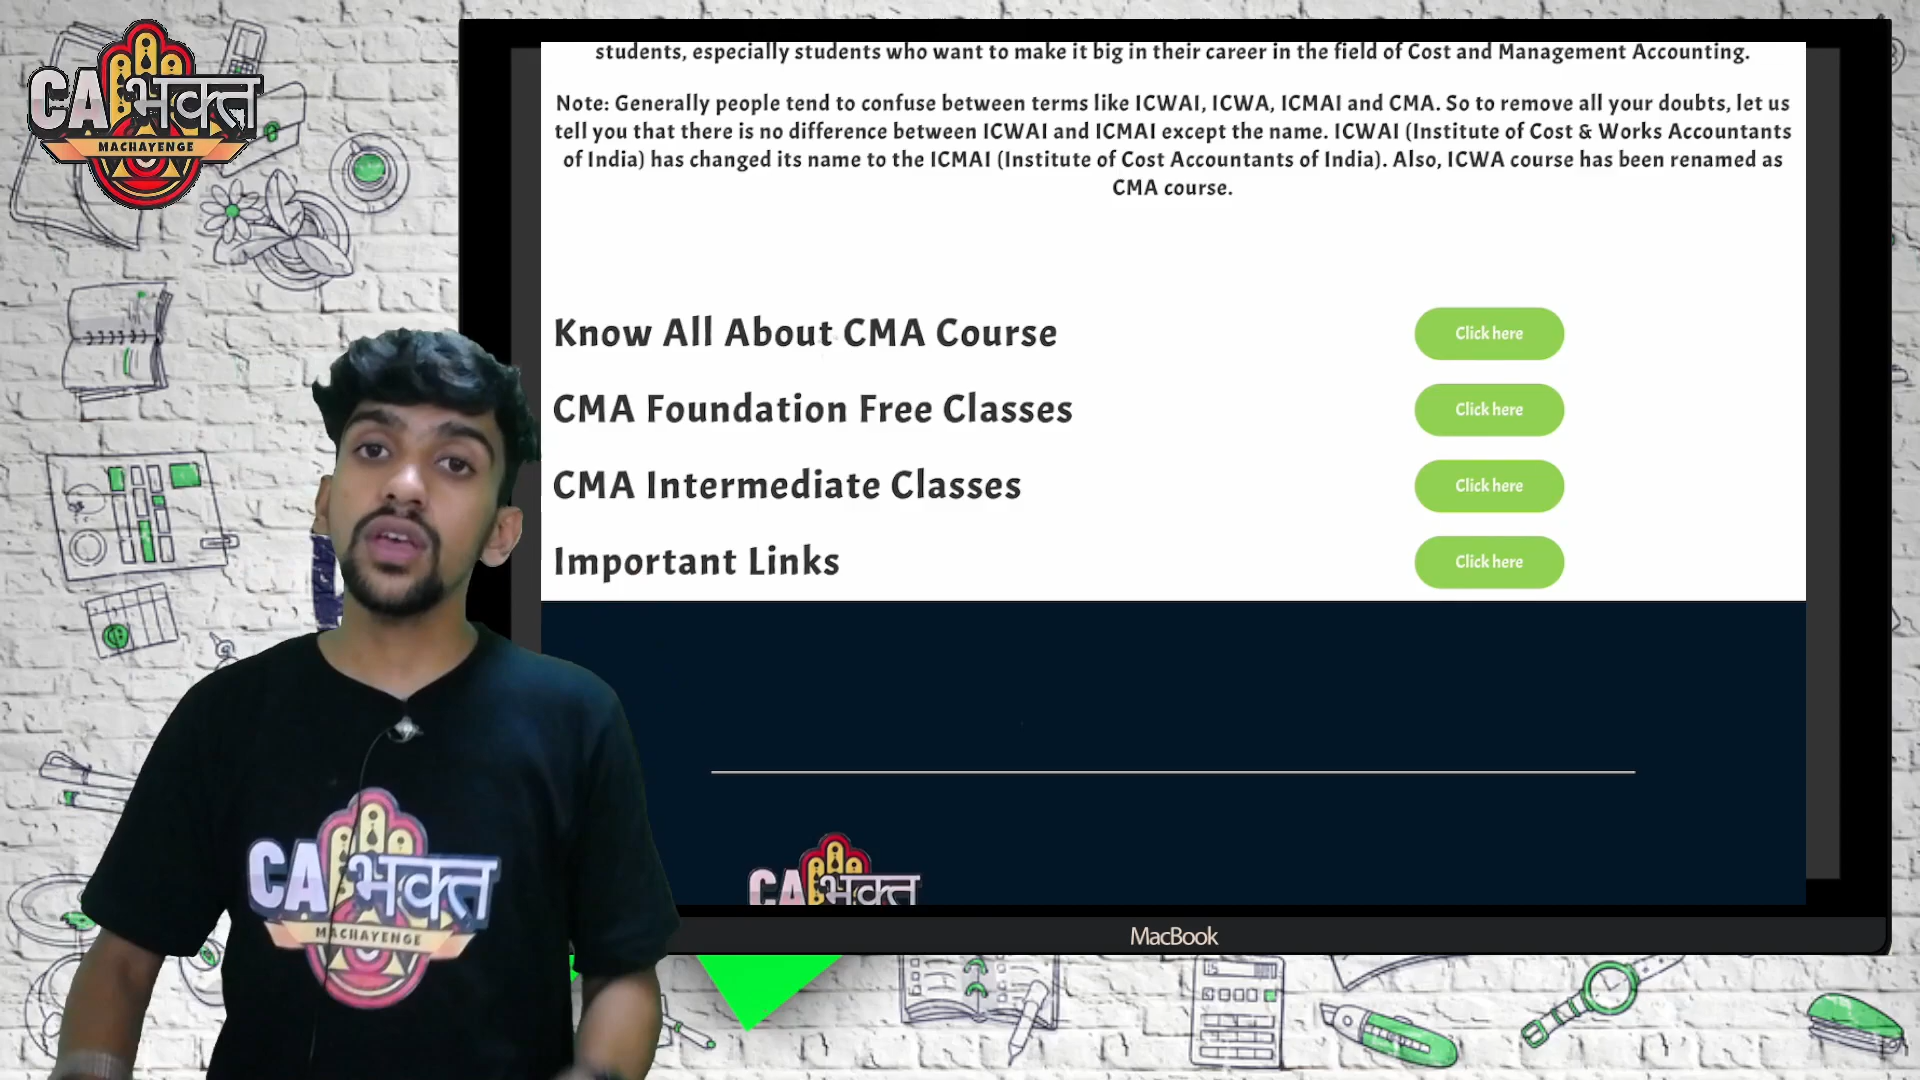 CA भक्त
MACHAYENGE
students, especially students who want to make it big in their career in the field of Cost and Management Accounting.
Note: Generally people tend to confuse between terms like ICWAI, ICWA, ICMAI and CMA. So to remove all your doubts, let us
tell you that there is no difference between ICWAI and ICMAI except the name. ICWAI (Institute of Cost & Works Accountants
of India) has changed its name to the ICMAI (Institute of Cost Accountants of India). Also, ICWA course has been renamed as
CMA course.
Know All About CMA Course
Click here
CMA Foundation Free Classes
Click here
CMA Intermediate Classes
Click here
Important Links
Click here
CA भक्त
MACHAYENGE
CA भक्त
MacBook